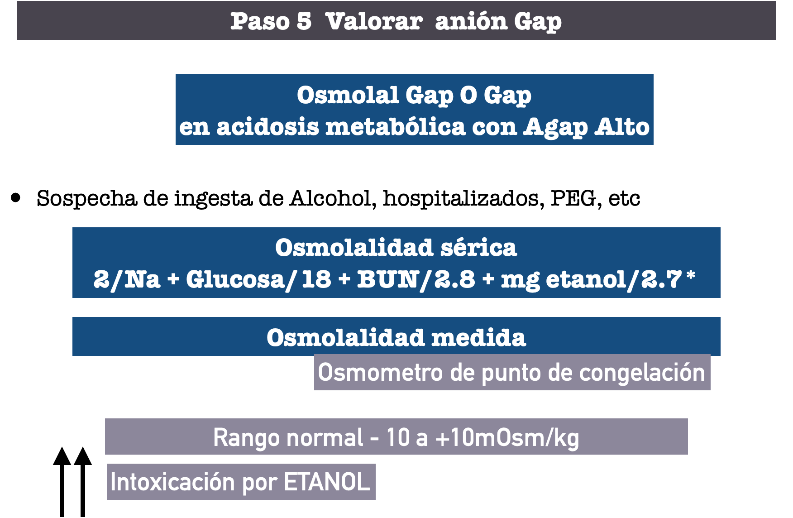 Paso 5 Valorar anión Gap
Osmolal Gap O Gap
en acidosis metabólica con Agap Alto
• Sospecha de ingesta de Alcohol, hospitalizados, PEG, etc
Osmolalidad sérica
2/Na + Glucosa/18 + BUN/2.8 + mg etanol/2.7*
Osmolalidad medida
Osmometro de punto de congelación
Rango normal - 10 a +10mOsm/kg
Intoxicación por ETANOL